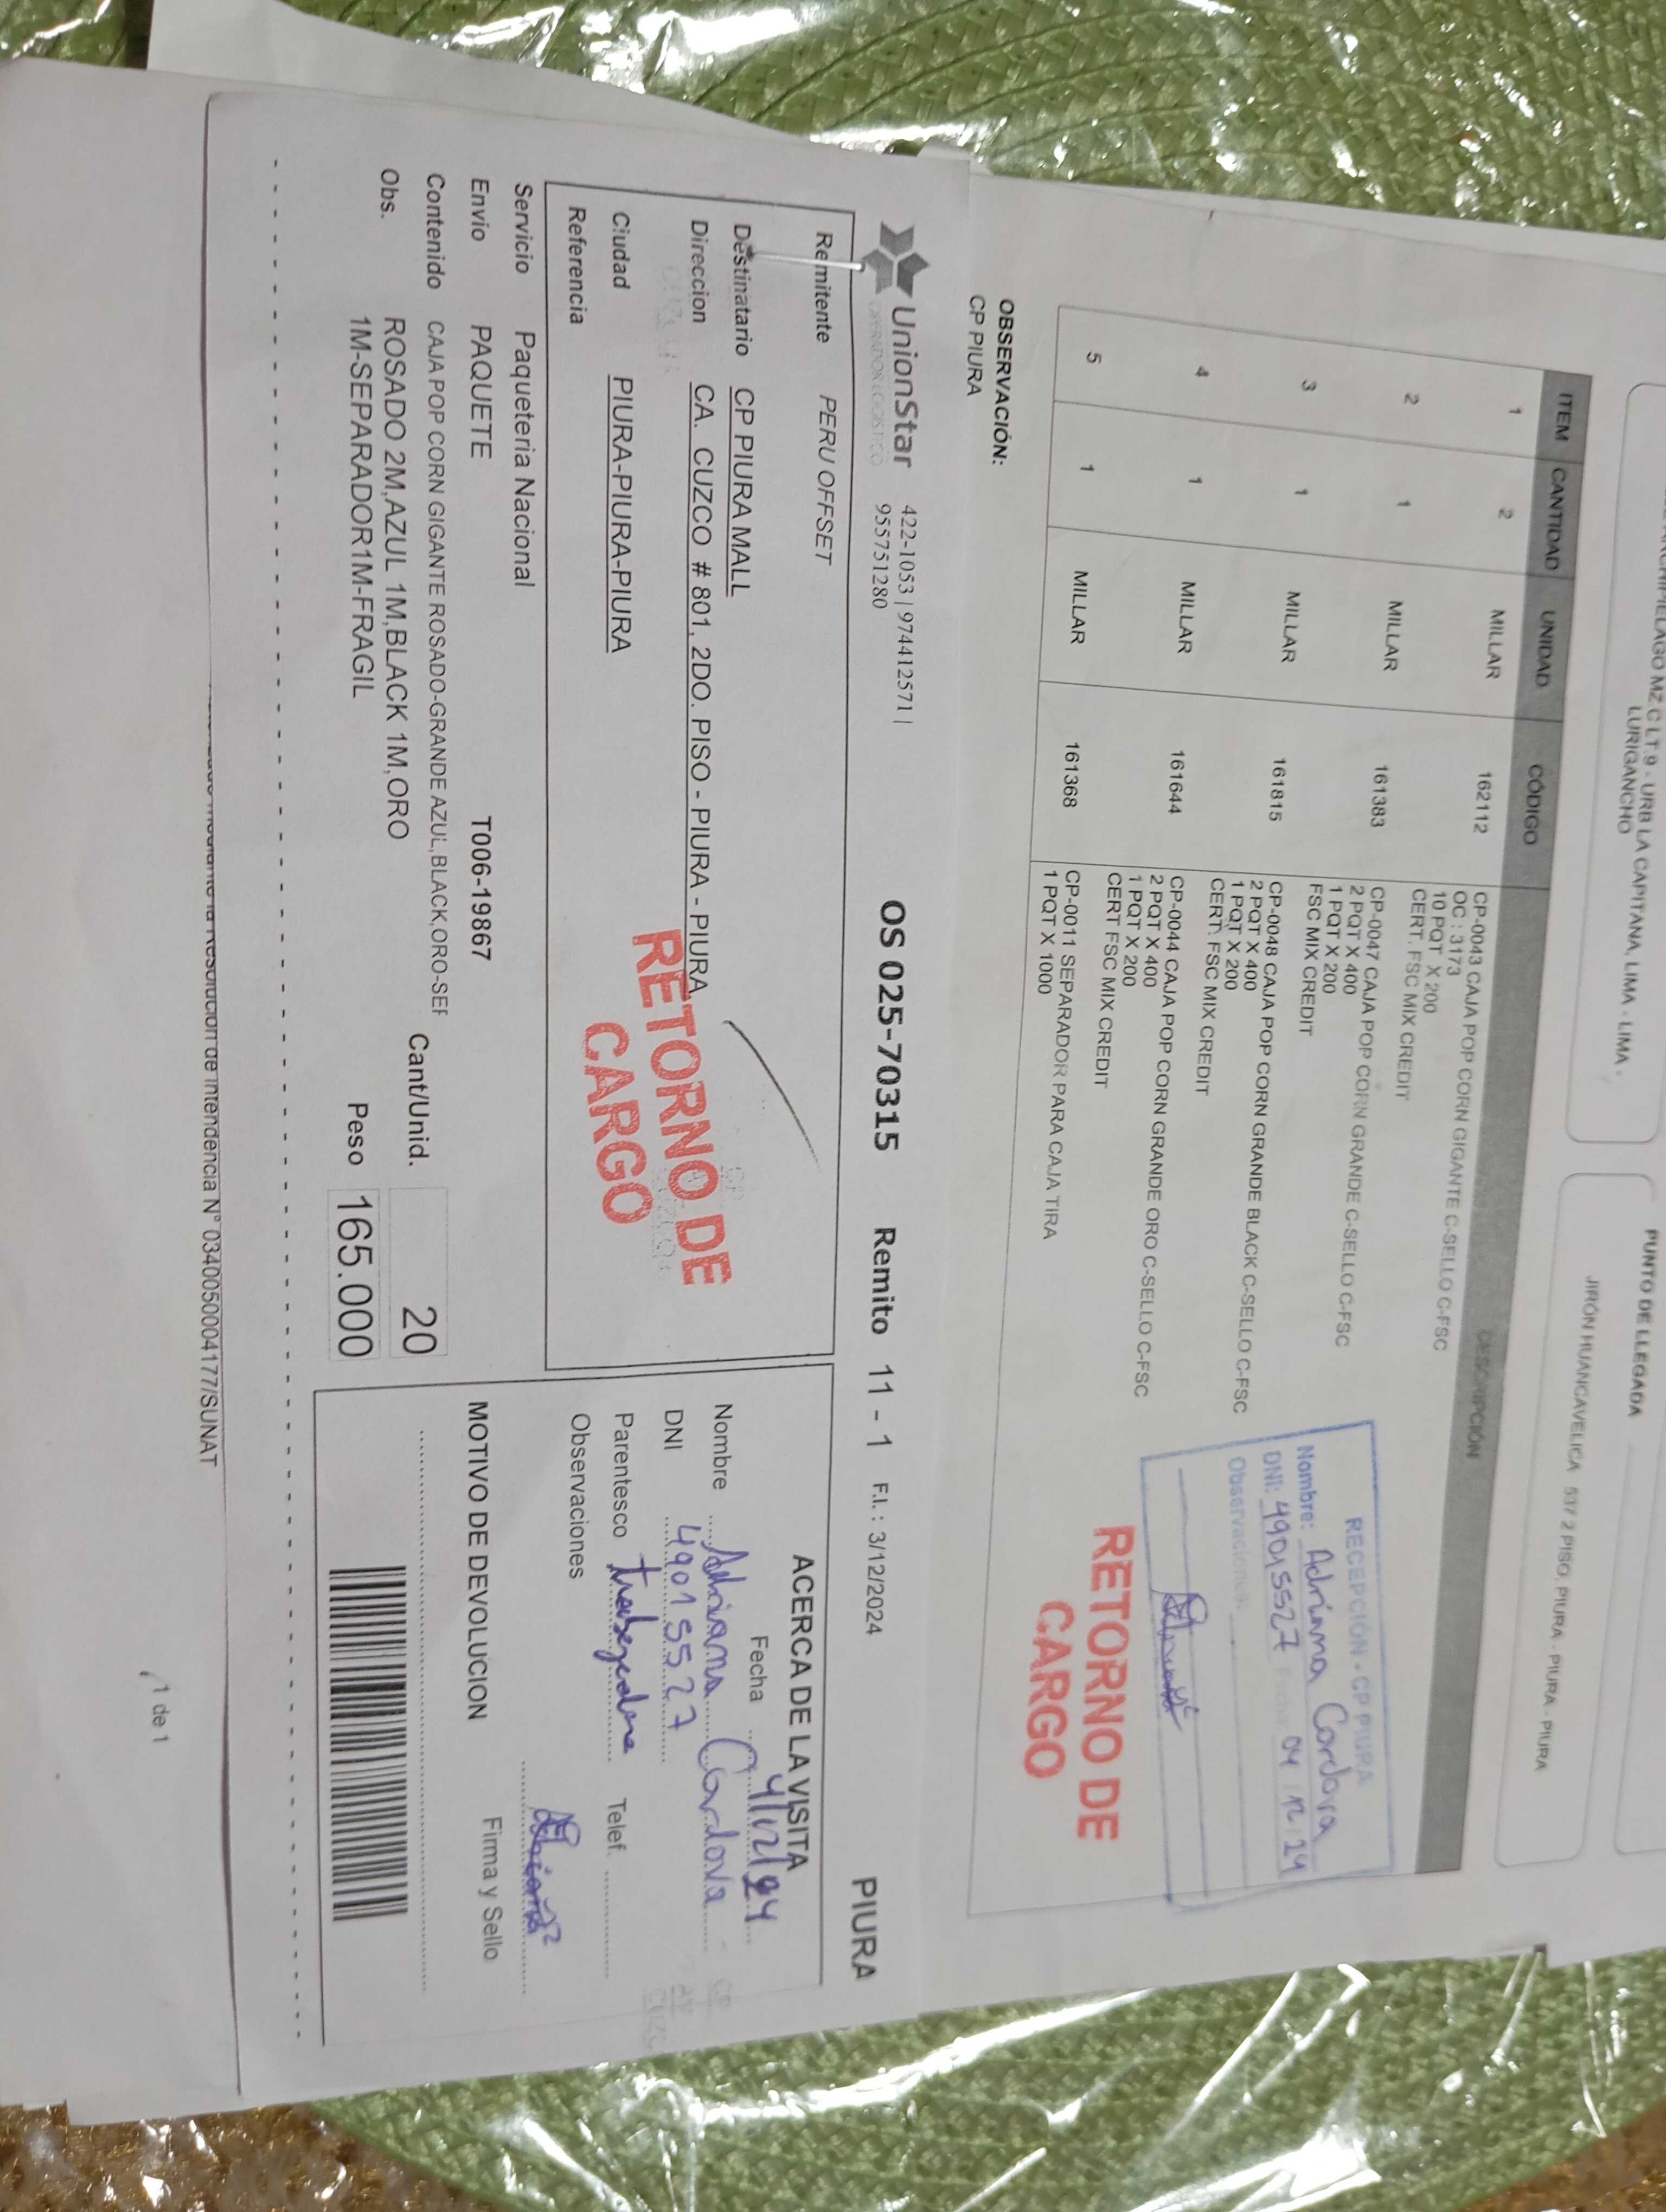 MZ.C LT.9 - URB LA CAPITANA, LIMA - LIMA -
LURIGANCHO
PUNTO DE LLEGADA
JIRÓN HUANCAVELICA 537 2 PISO, PIURA - PIURA - PIURA
ITEM CANTIDAD UNIDAD CÓDIGO DESCRIPCIÓN
1 2 MILLAR 162112 CP-0043 CAJA POP CORN GIGANTE C-SELLO C-FSC
OC : 3173
10 PQT X 200
CERT. FSC MIX CREDIT
2 1 MILLAR 161383 CP-0047 CAJA POP CORN GRANDE C-SELLO C-FSC
2 PQT X 400
1 PQT X 200
FSC MIX CREDIT
3 1 MILLAR 161815 CP-0048 CAJA POP CORN GRANDE BLACK C-SELLO C-FSC
2 PQT X 400
1 PQT X 200
CERT. FSC MIX CREDIT
4 1 MILLAR 161644 CP-0044 CAJA POP CORN GRANDE ORO C-SELLO C-FSC
2 PQT X 400
1 PQT X 200
CERT FSC MIX CREDIT
5 1 MILLAR 161368 CP-0011 SEPARADOR PARA CAJA TIRA
1 PQT X 1000
RECEPCIÓN - CP PIURA
Nombre: Adriana Cordova
DNI: 49015527 Fecha: 04 12 24
Observaciones:
RETORNO DE
CARGO
OBSERVACIÓN:
CP PIURA
UnionStar
OPERADOR LOGISTICO
422-1053 | 974412571 |
955751280
OS 025-70315 Remito 11 - 1 F.I. : 3/12/2024 PIURA
Remitente PERU OFFSET
Destinatario CP PIURA MALL
Direccion CA. CUZCO # 801, 2DO. PISO - PIURA - PIURA
Ciudad PIURA-PIURA-PIURA
Referencia
RETORNO DE
CARGO
Servicio Paqueteria Nacional
Envio PAQUETE T006-19867
Contenido CAJA POP CORN GIGANTE ROSADO-GRANDE AZUL,BLACK,ORO-SEF
Obs. ROSADO 2M,AZUL 1M,BLACK 1M,ORO
1M-SEPARADOR1M-FRAGIL
Cant/Unid. 20
Peso 165.000
ACERCA DE LA VISITA
Fecha 4/12/24
Nombre Adriana Cordova
DNI 49015527
Parentesco trabajadora Telef.
Observaciones
MOTIVO DE DEVOLUCION Firma y Sello
Resolución de Intendencia N° 0340050004177/SUNAT
1 de 1